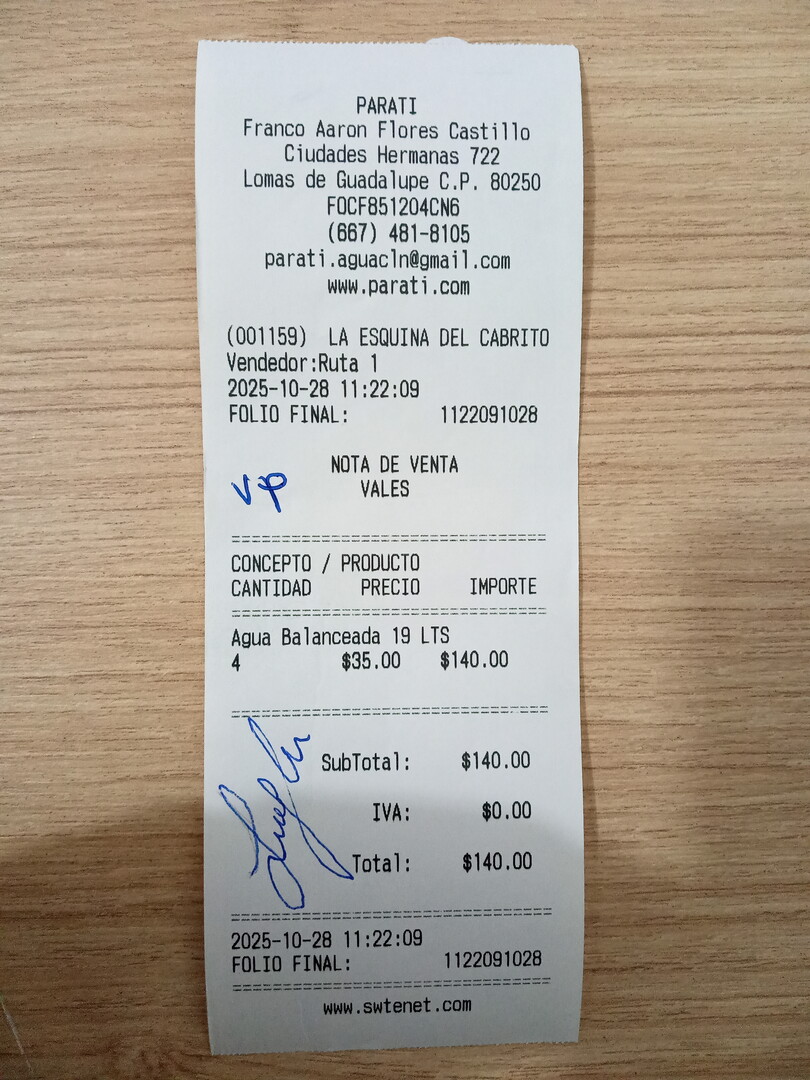 PARATI
Franco Aaron Flores Castillo
Ciudades Hermanas 722
Lomas de Guadalupe C.P. 80250
FOCF851204CN6
(667) 481-8105
parati.aguacln@gmail.com
www.parati.com
(001159) LA ESQUINA DEL CABRITO
Vendedor:Ruta 1
2025-10-28 11:22:09
FOLIO FINAL: 1122091028
NOTA DE VENTA
VALES
CONCEPTO / PRODUCTO
CANTIDAD PRECIO IMPORTE
Agua Balanceada 19 LTS
4 $35.00 $140.00
SubTotal: $140.00
IVA: $0.00
Total: $140.00
2025-10-28 11:22:09
FOLIO FINAL: 1122091028
www.swtenet.com